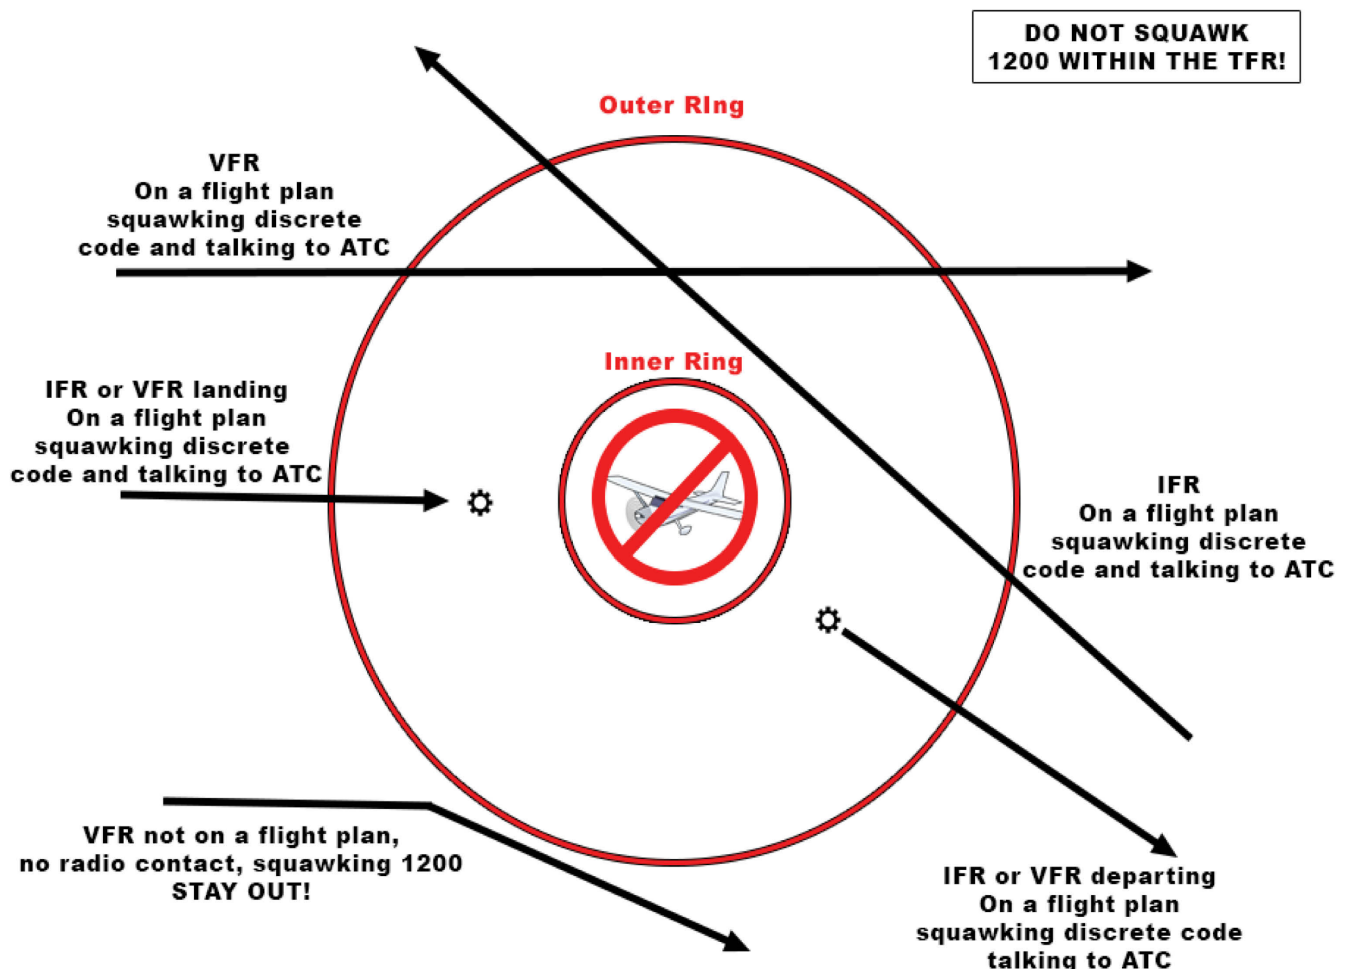 DO NOT SQUAWK
1200 WITHIN THE TFR!
Outer RIng
VFR
On a flight plan
squawking discrete
code and talking to ATC
Inner Ring
IFR or VFR landing
On a flight plan
squawking discrete
code and talking to ATC
IFR
On a flight plan
squawking discrete
code and talking to ATC
VFR not on a flight plan,
no radio contact, squawking 1200
STAY OUT!
IFR or VFR departing
On a flight plan
squawking discrete code
talking to ATC